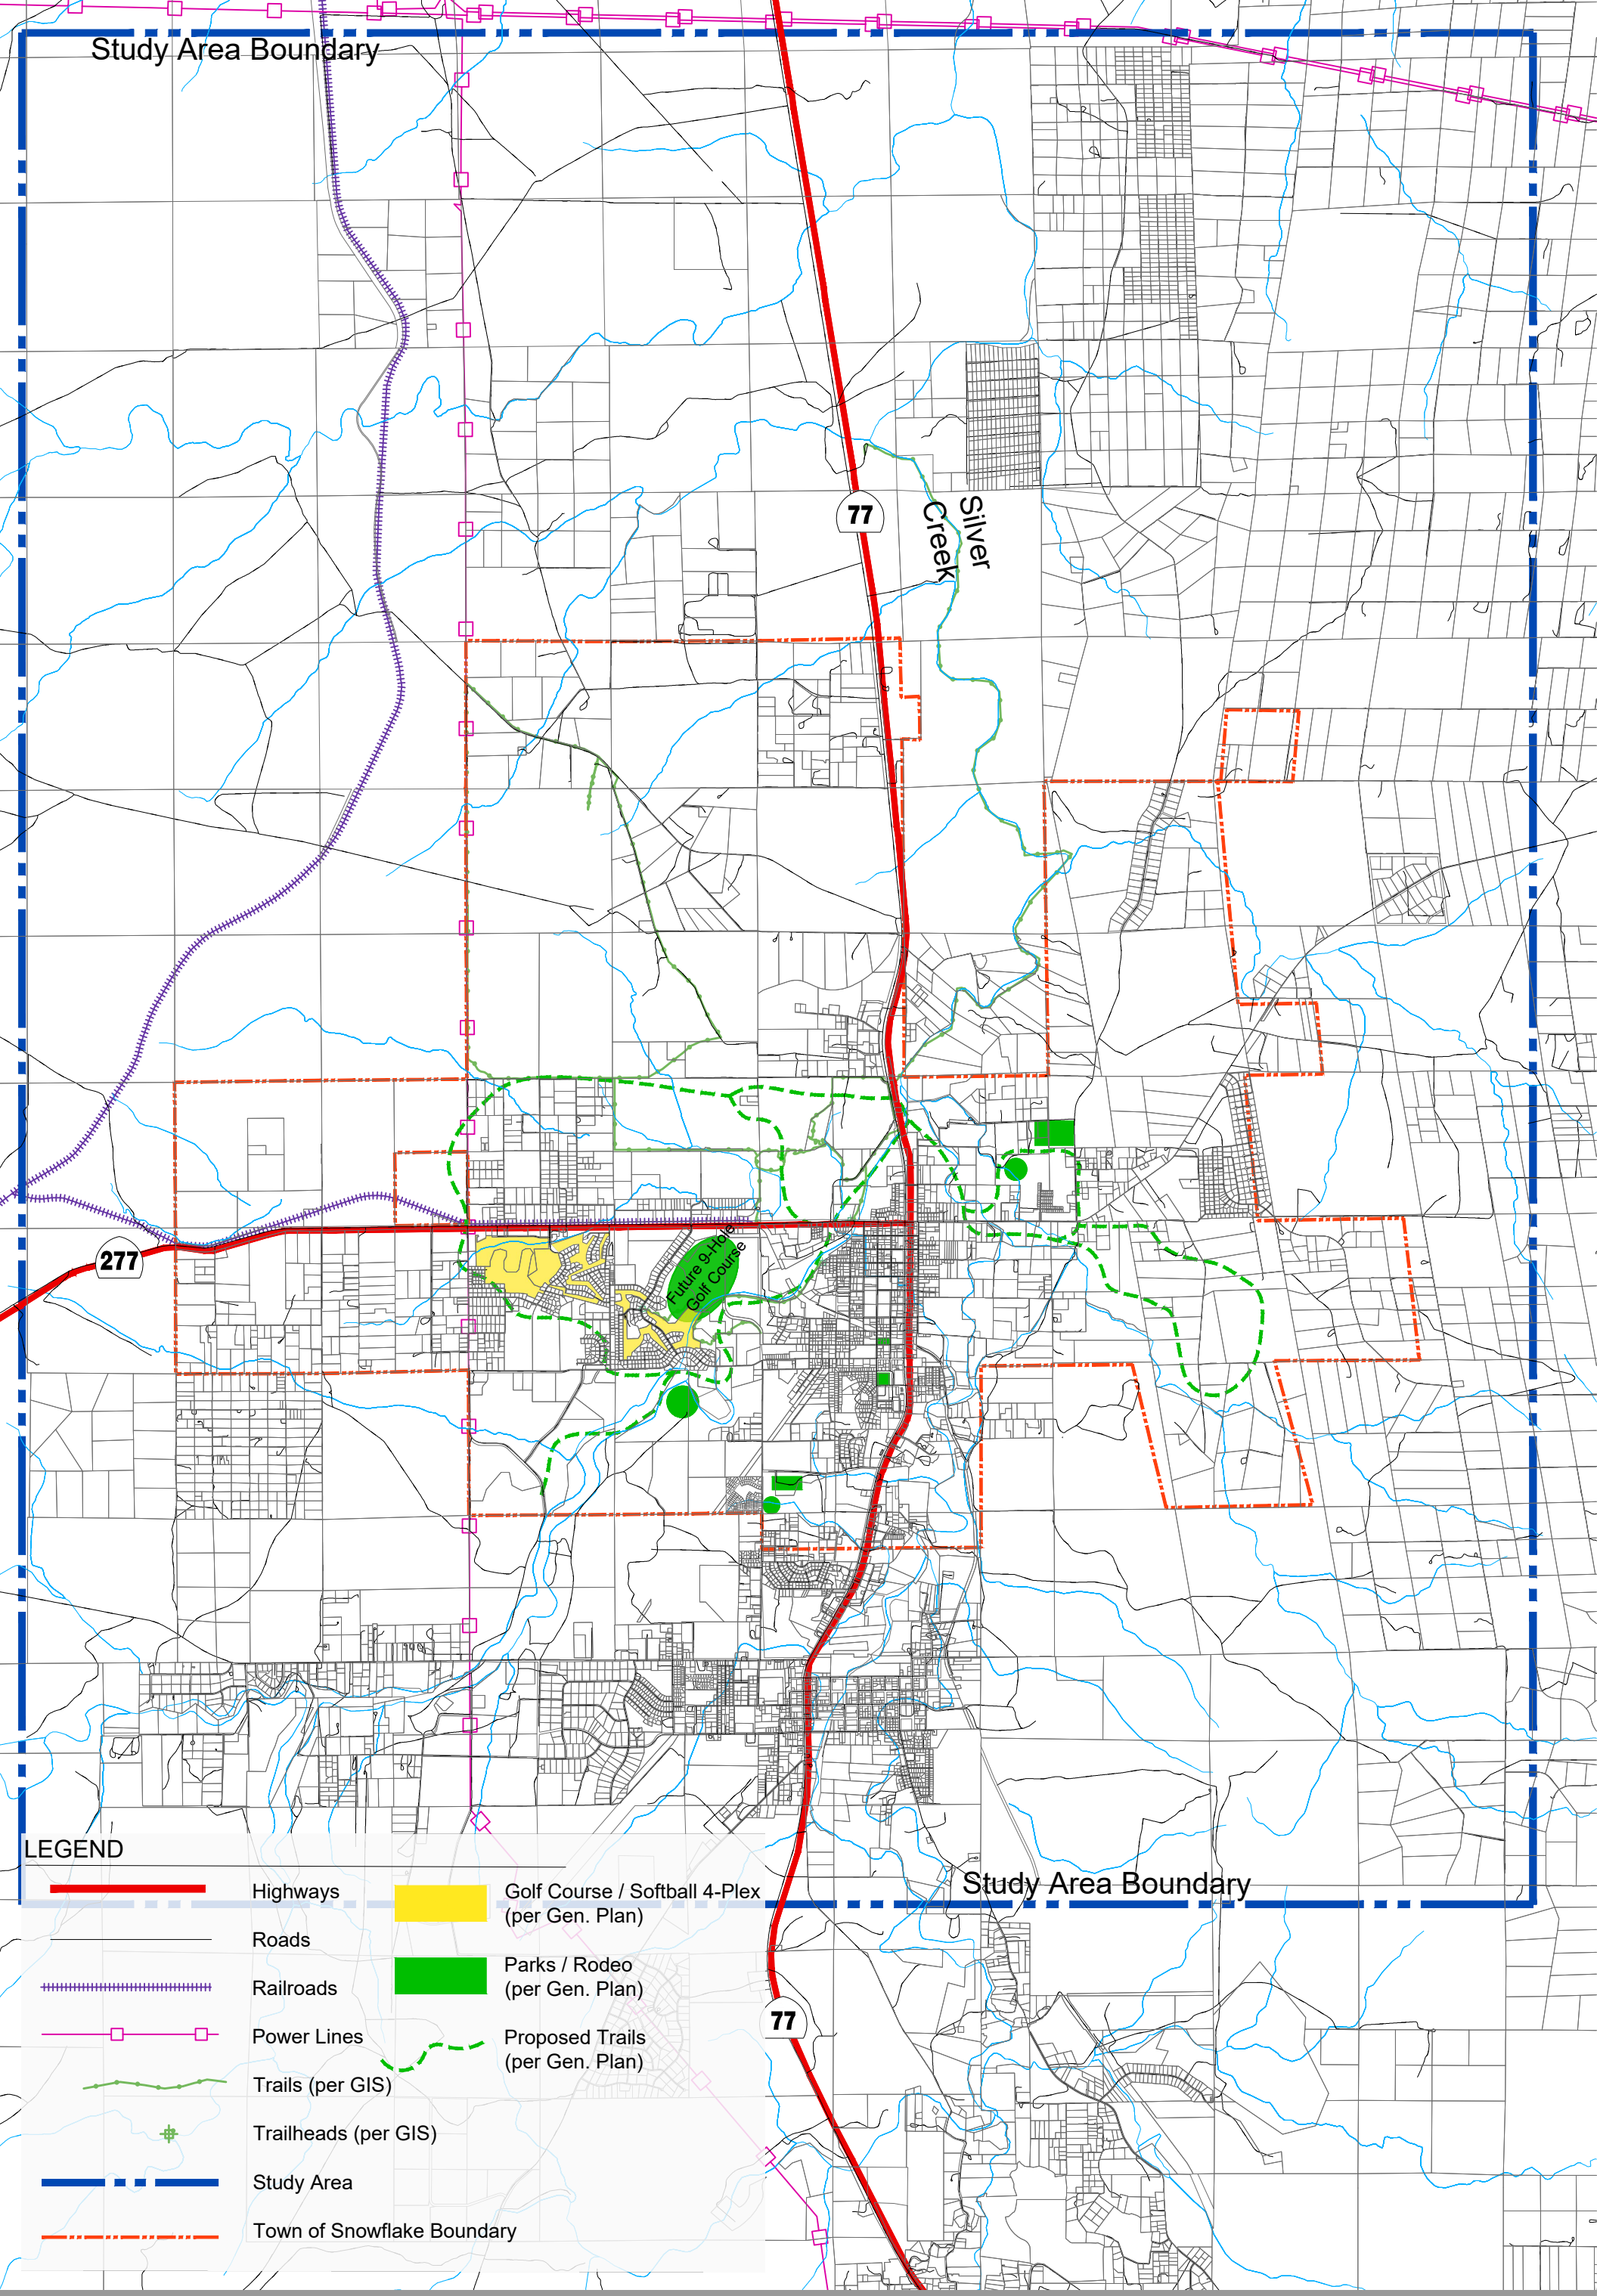 Study Area Boundary
77
Silver
Creek
277
Future 9-Hole
Golf Course
Study Area Boundary
LEGEND
Highways
Roads
Railroads
Power Lines
Trails (per GIS)
Trailheads (per GIS)
Study Area
Town of Snowflake Boundary
Golf Course / Softball 4-Plex
(per Gen. Plan)
Parks / Rodeo
(per Gen. Plan)
Proposed Trails
(per Gen. Plan)
77